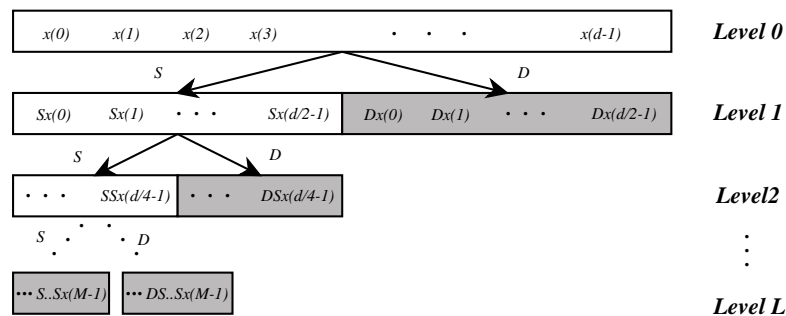 x(0) x(1) x(2) x(3) · · · x(d-1) Level 0
S D
Sx(0) Sx(1) · · · Sx(d/2-1) Dx(0) Dx(1) · · · Dx(d/2-1) Level 1
S D
· · · SSx(d/4-1) · · · DSx(d/4-1) Level2
S D
··· S..Sx(M-1) ··· DS..Sx(M-1) Level L